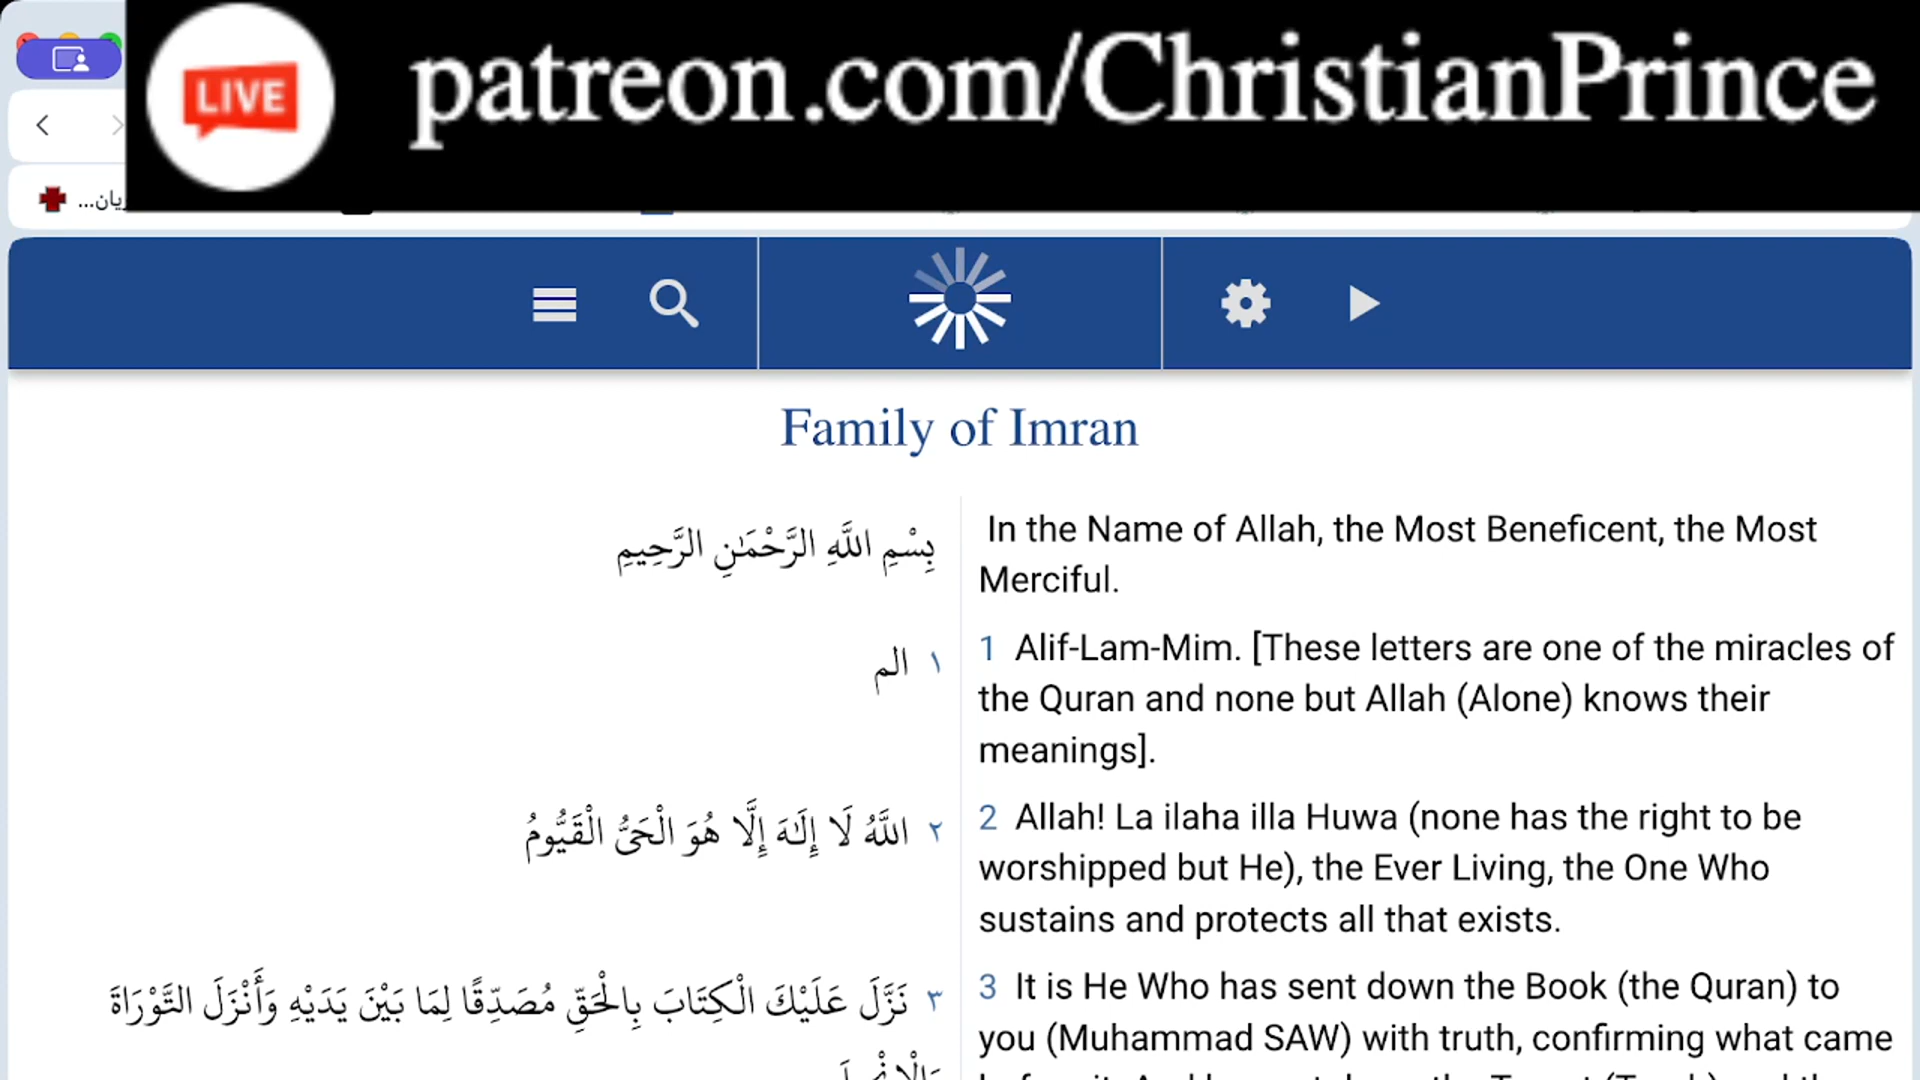 LIVE
patreon.com/ChristianPrince
Family of Imran
بِسْمِ اللَّهِ الرَّحْمَٰنِ الرَّحِيمِ
In the Name of Allah, the Most Beneficent, the Most
Merciful.
١ الم
1 Alif-Lam-Mim. [These letters are one of the miracles of
the Quran and none but Allah (Alone) knows their
meanings].
٢ اللَّهُ لَا إِلَٰهَ إِلَّا هُوَ الْحَيُّ الْقَيُّومُ
2 Allah! La ilaha illa Huwa (none has the right to be
worshipped but He), the Ever Living, the One Who
sustains and protects all that exists.
٣ نَزَّلَ عَلَيْكَ الْكِتَابَ بِالْحَقِّ مُصَدِّقًا لِمَا بَيْنَ يَدَيْهِ وَأَنْزَلَ التَّوْرَاةَ
3 It is He Who has sent down the Book (the Quran) to
you (Muhammad SAW) with truth, confirming what came